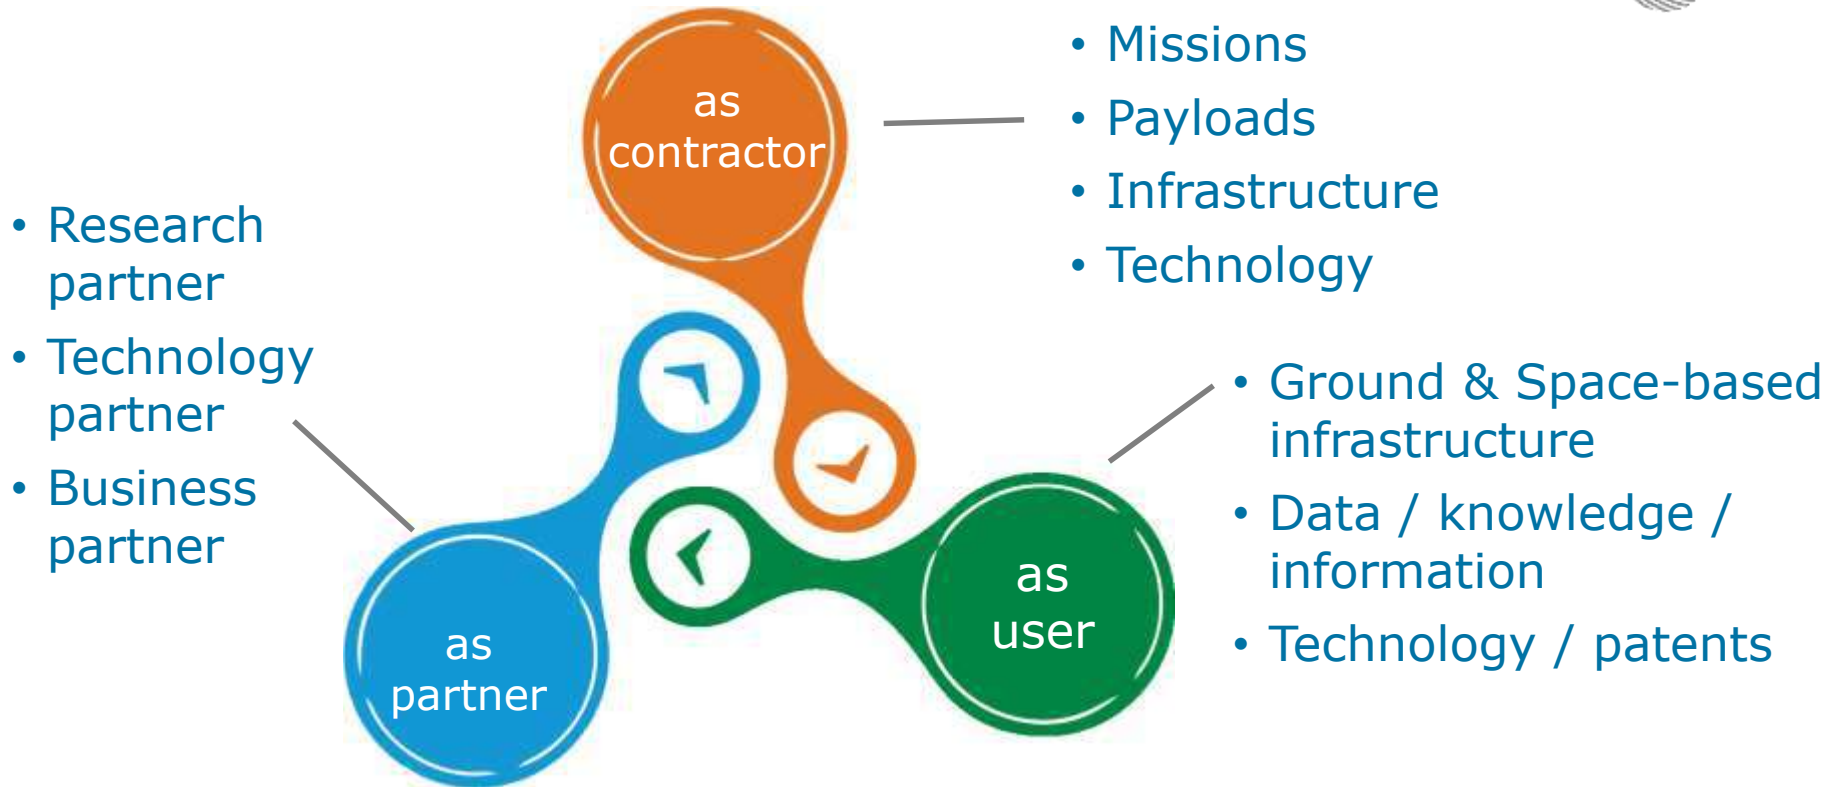 as
contractor
• Missions
• Payloads
• Infrastructure
• Technology
• Research
partner
• Technology
partner
• Business
partner
as
partner
• Ground & Space-based
infrastructure
• Data / knowledge /
information
• Technology / patents
as
user